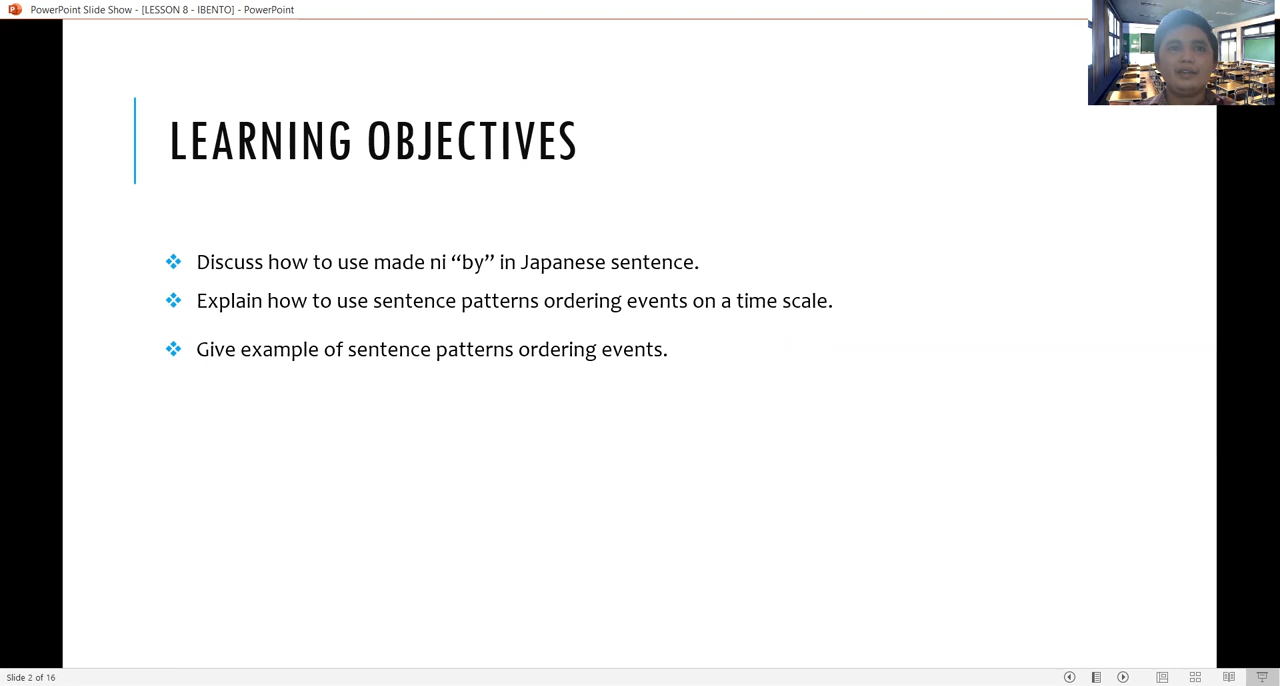 PowerPoint Slide Show - [LESSON 8 - IBENTO] - PowerPoint
LEARNING OBJECTIVES
Discuss how to use made ni “by” in Japanese sentence.
Explain how to use sentence patterns ordering events on a time scale.
Give example of sentence patterns ordering events.
Slide 2 of 16